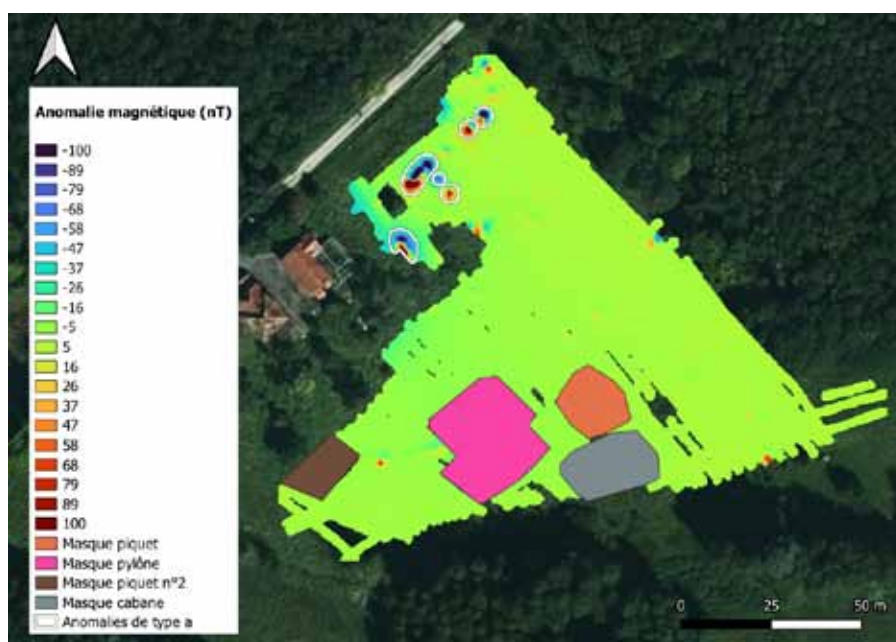 Anomalie magnétique (nT)
-100
-89
-79
-68
-58
-47
-37
-26
-16
-5
5
16
26
37
47
58
68
79
89
100
Masque piquet
Masque pylône
Masque piquet n°2
Masque cabane
Anomalies de type a
0 25 50 m